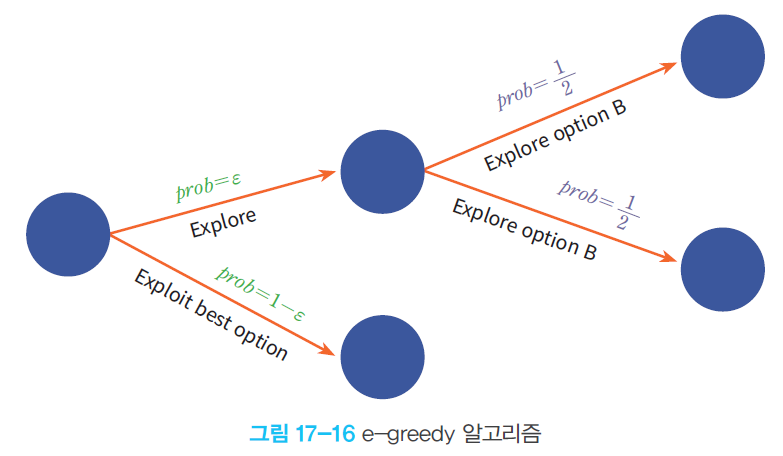 prob=ε
Explore
prob=1-ε
Exploit best option
prob=1/2
Explore option B
prob=1/2
Explore option B
그림 17-16 e-greedy 알고리즘